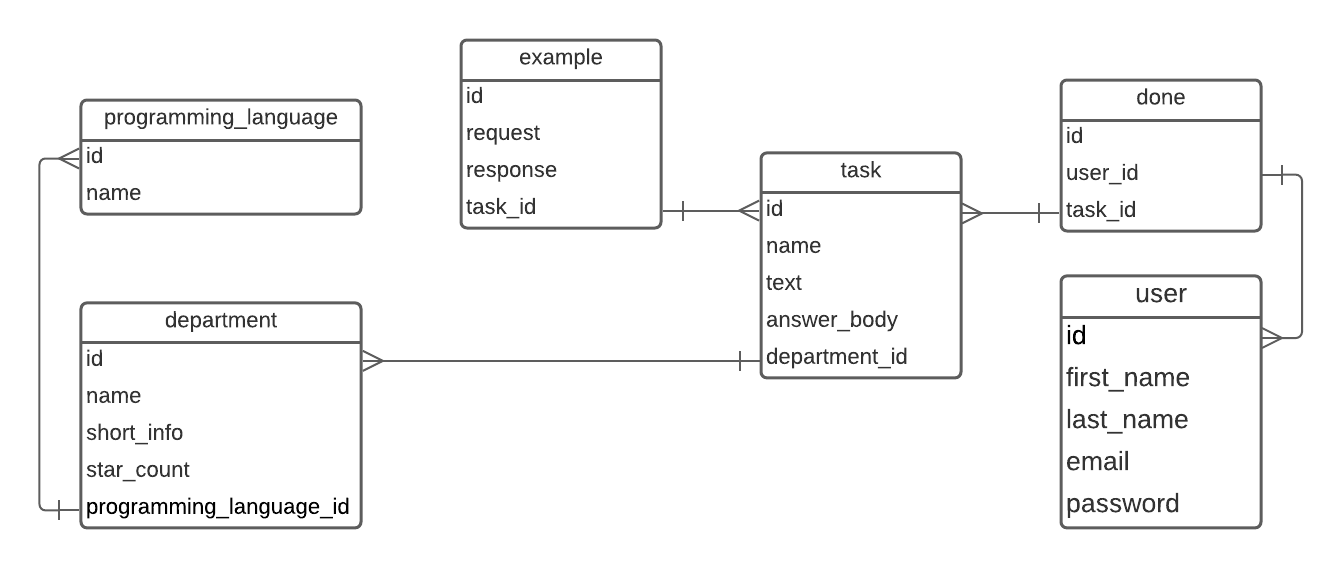 programming_language
id
name
example
id
request
response
task_id
task
id
name
text
answer_body
department_id
done
id
user_id
task_id
department
id
name
short_info
star_count
programming_language_id
user
id
first_name
last_name
email
password